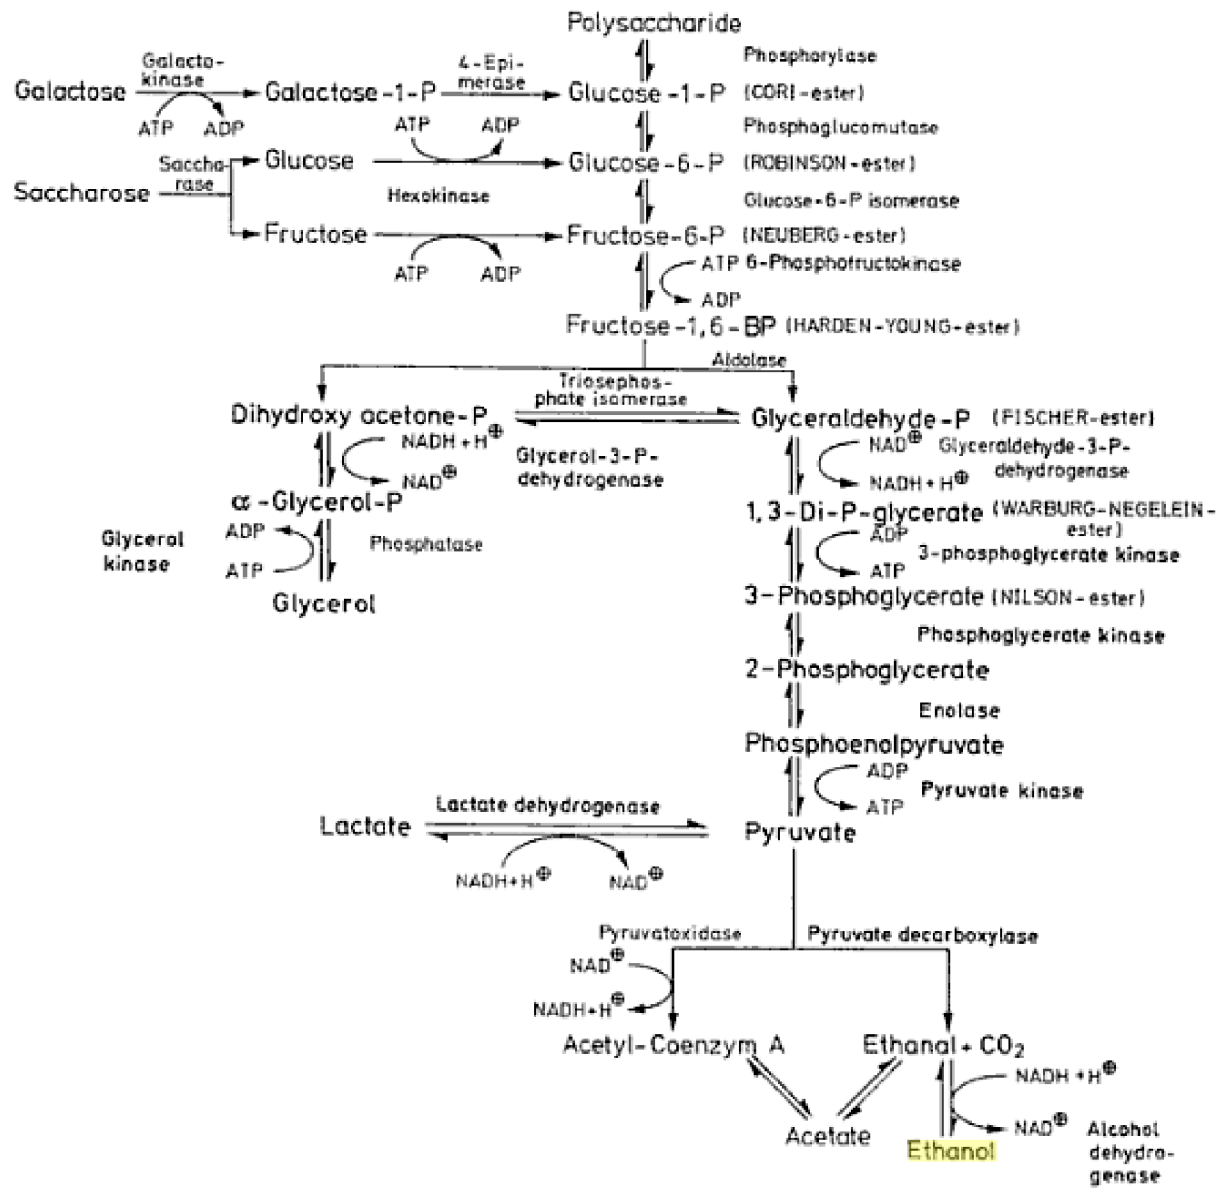 Polysaccharide
Phosphorylase
Galacto-
kinase
4-Epi-
merase
Galactose
Galactose-1-P
Glucose-1-P
(CORI-ester)
ATP
ADP
ATP
ADP
Phosphoglucomutase
Saccha-
rase
Glucose
Glucose-6-P
(ROBINSON-ester)
Saccharose
Hexokinase
Glucose-6-P isomerase
Fructose
Fructose-6-P
(NEUBERG-ester)
ATP
ADP
ATP
6-Phosphofructokinase
ADP
Fructose-1,6-BP
(HARDEN-YOUNG-ester)
Aldolase
Triosephos-
phate isomerase
Dihydroxy acetone-P
Glyceraldehyde-P
(FISCHER-ester)
NADH+H⊕
NAD⊕
Glycerol-3-P-
dehydrogenase
NAD⊕
Glyceraldehyde-3-P-
dehydrogenase
NADH+H⊕
α-Glycerol-P
1,3-Di-P-glycerate
(WARBURG-NEGELEIN-
ester)
Glycerol
kinase
ADP
ATP
Phosphatase
ADP
3-phosphoglycerate kinase
ATP
Glycerol
3-Phosphoglycerate
(NILSON-ester)
Phosphoglycerate kinase
2-Phosphoglycerate
Enolase
Phosphoenolpyruvate
ADP
Pyruvate kinase
ATP
Lactate dehydrogenase
Lactate
Pyruvate
NADH+H⊕
NAD⊕
Pyruvatoxidase
Pyruvate decarboxylase
NAD⊕
NADH+H⊕
Acetyl-Coenzym A
Ethanal+CO₂
NADH+H⊕
NAD⊕
Alcohol
dehydro-
genase
Acetate
Ethanol